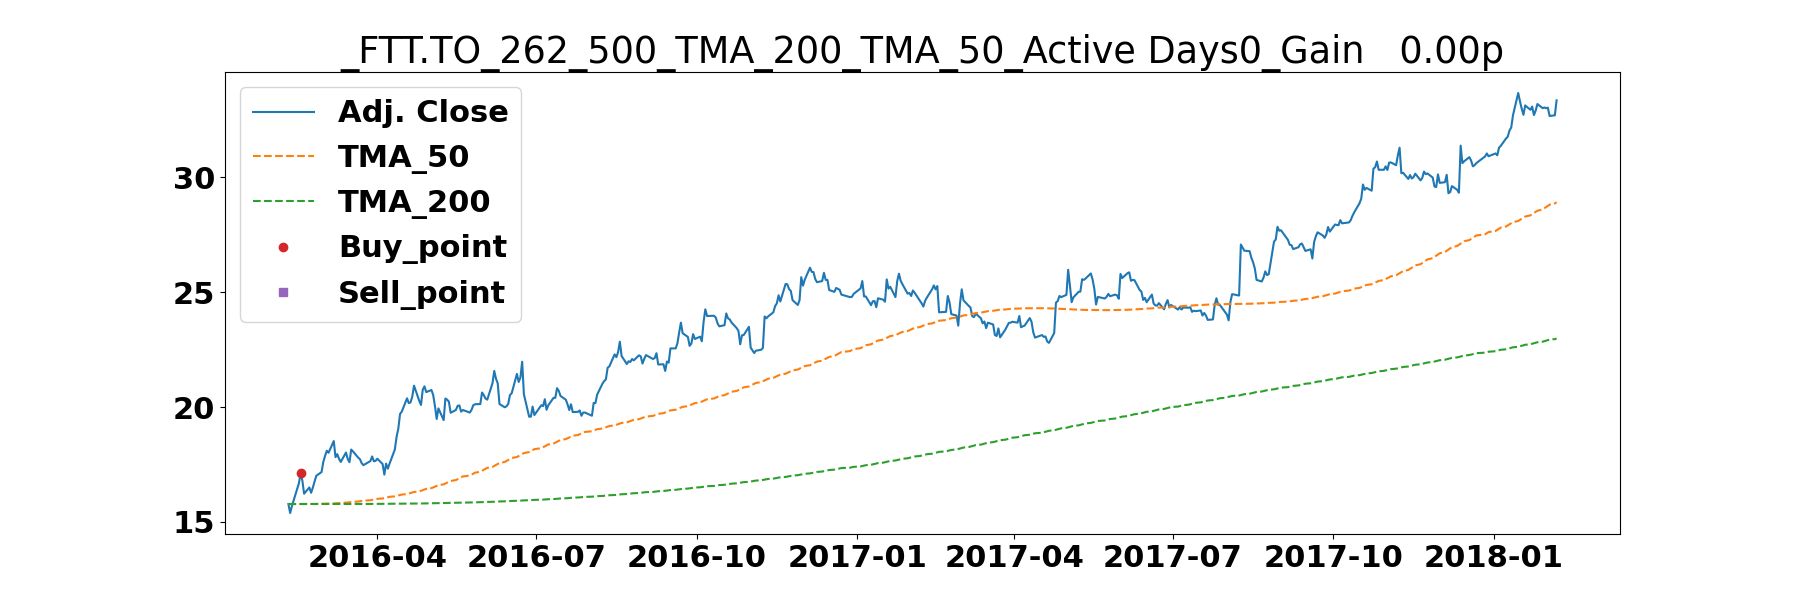 _FTT.TO_262_500_TMA_200_TMA_50_Active Days0_Gain   0.00p
Adj. Close
TMA_50
TMA_200
Buy_point
Sell_point
30
25
20
15
2016-04 2016-07 2016-10 2017-01 2017-04 2017-07 2017-10 2018-01